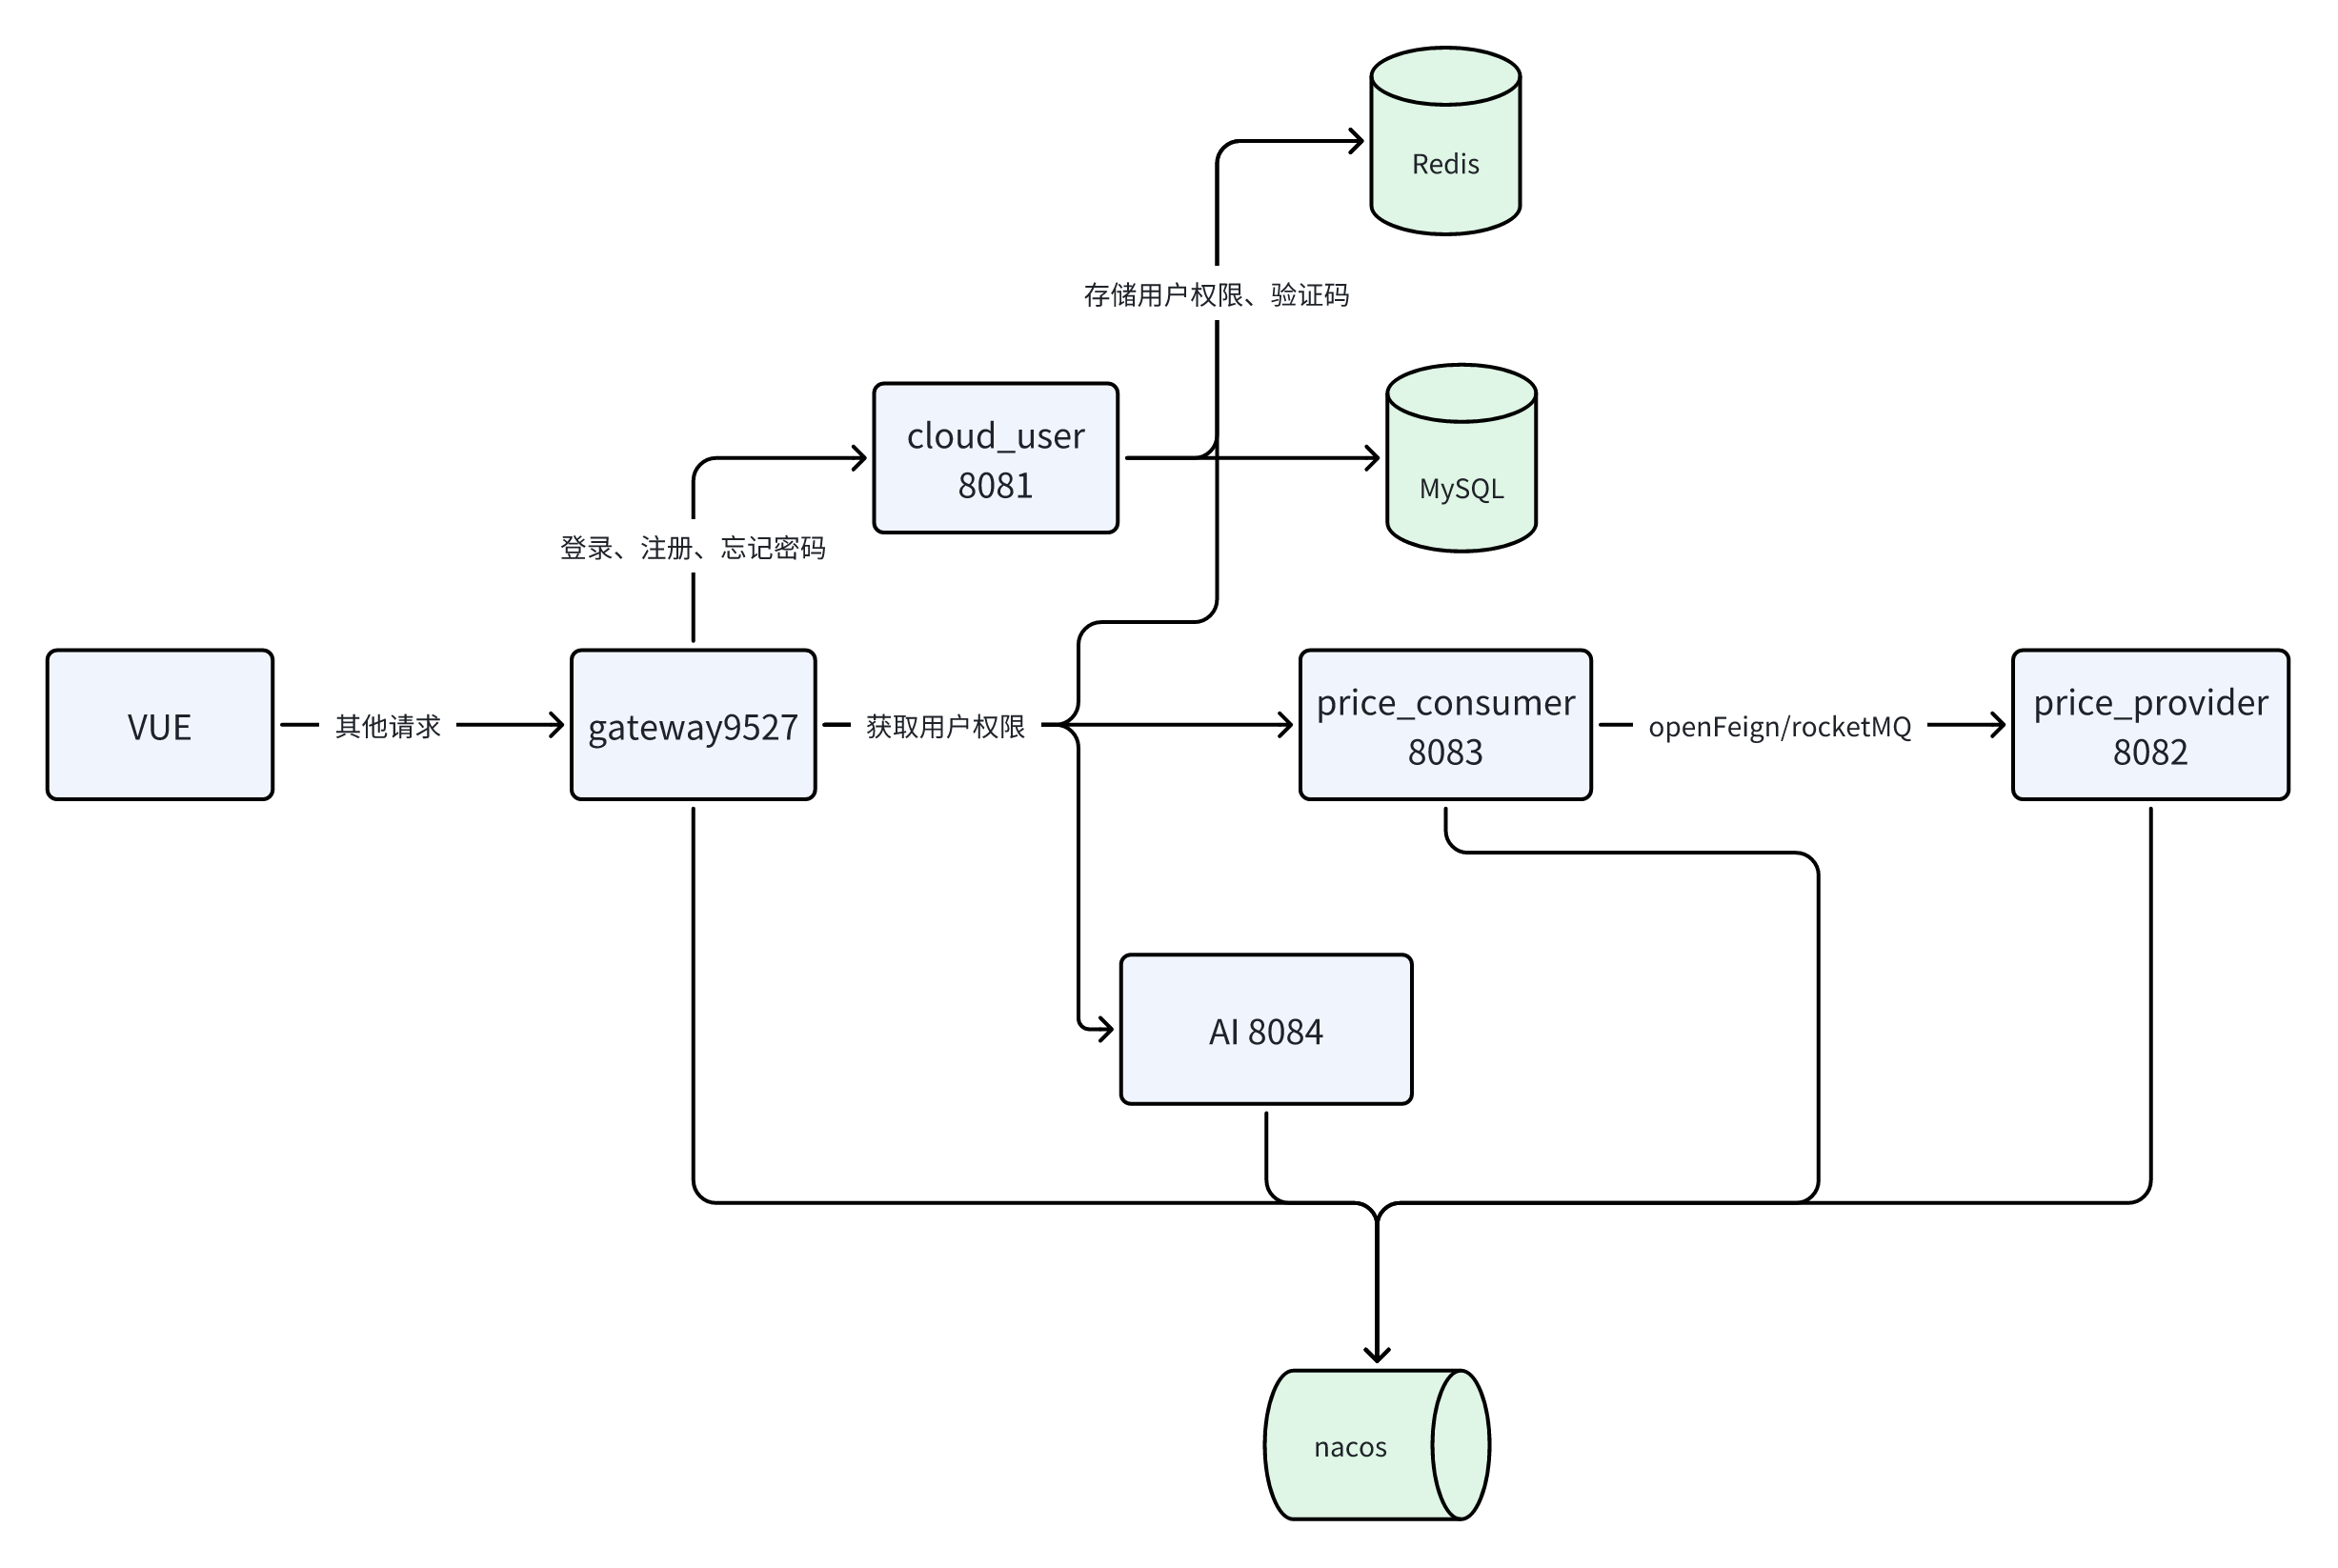 Redis
存储用户权限、验证码
cloud_user
8081
MySQL
登录、注册、忘记密码
VUE
其他请求
gateway9527
获取用户权限
price_consumer
8083
openFeign/rocketMQ
price_provider
8082
AI 8084
nacos